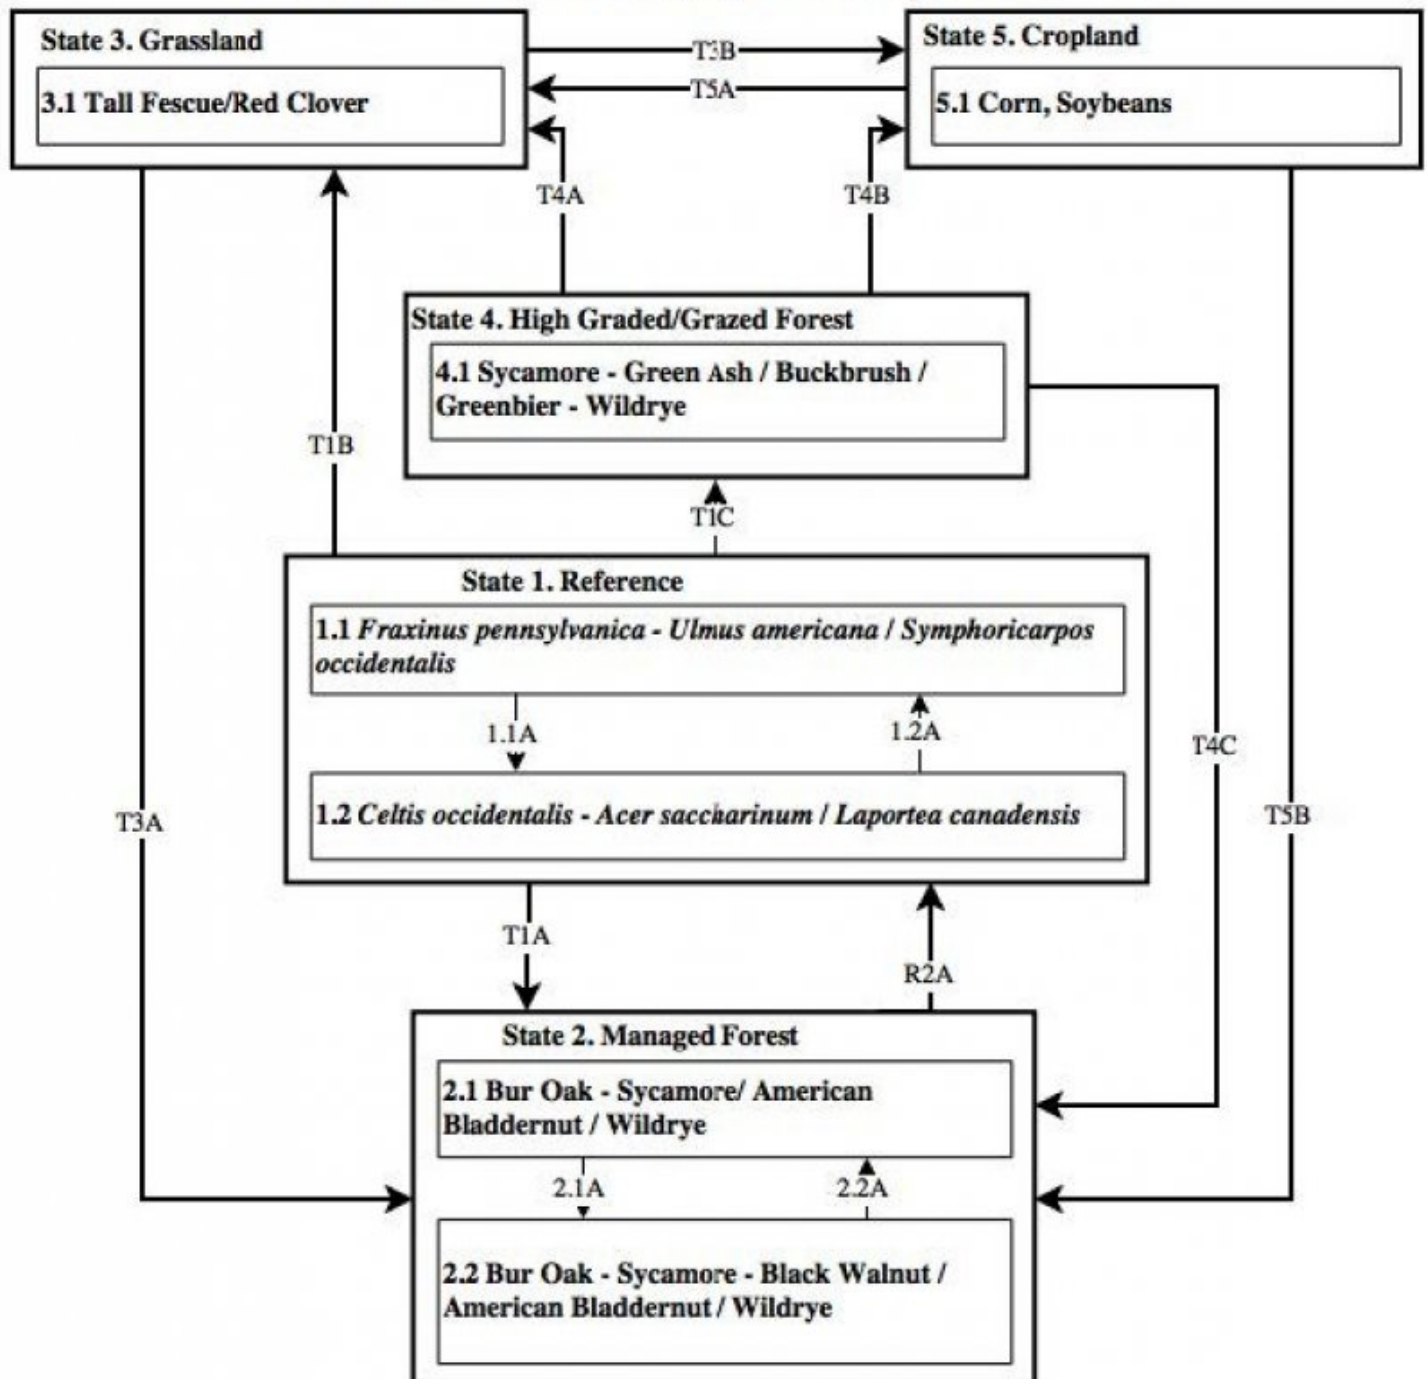 State 3. Grassland
3.1 Tall Fescue/Red Clover
T3B
T5A
State 5. Cropland
5.1 Corn, Soybeans
T4A
T4B
State 4. High Graded/Grazed Forest
4.1 Sycamore - Green Ash / Buckbrush /
Greenbier - Wildrye
T1B
T1C
State 1. Reference
1.1 Fraxinus pennsylvanica - Ulmus americana / Symphoricarpos
occidentalis
1.1A
1.2A
T4C
1.2 Celtis occidentalis - Acer saccharinum / Laportea canadensis
T3A
T5B
T1A
R2A
State 2. Managed Forest
2.1 Bur Oak - Sycamore/ American
Bladdernut / Wildrye
2.1A
2.2A
2.2 Bur Oak - Sycamore - Black Walnut /
American Bladdernut / Wildrye